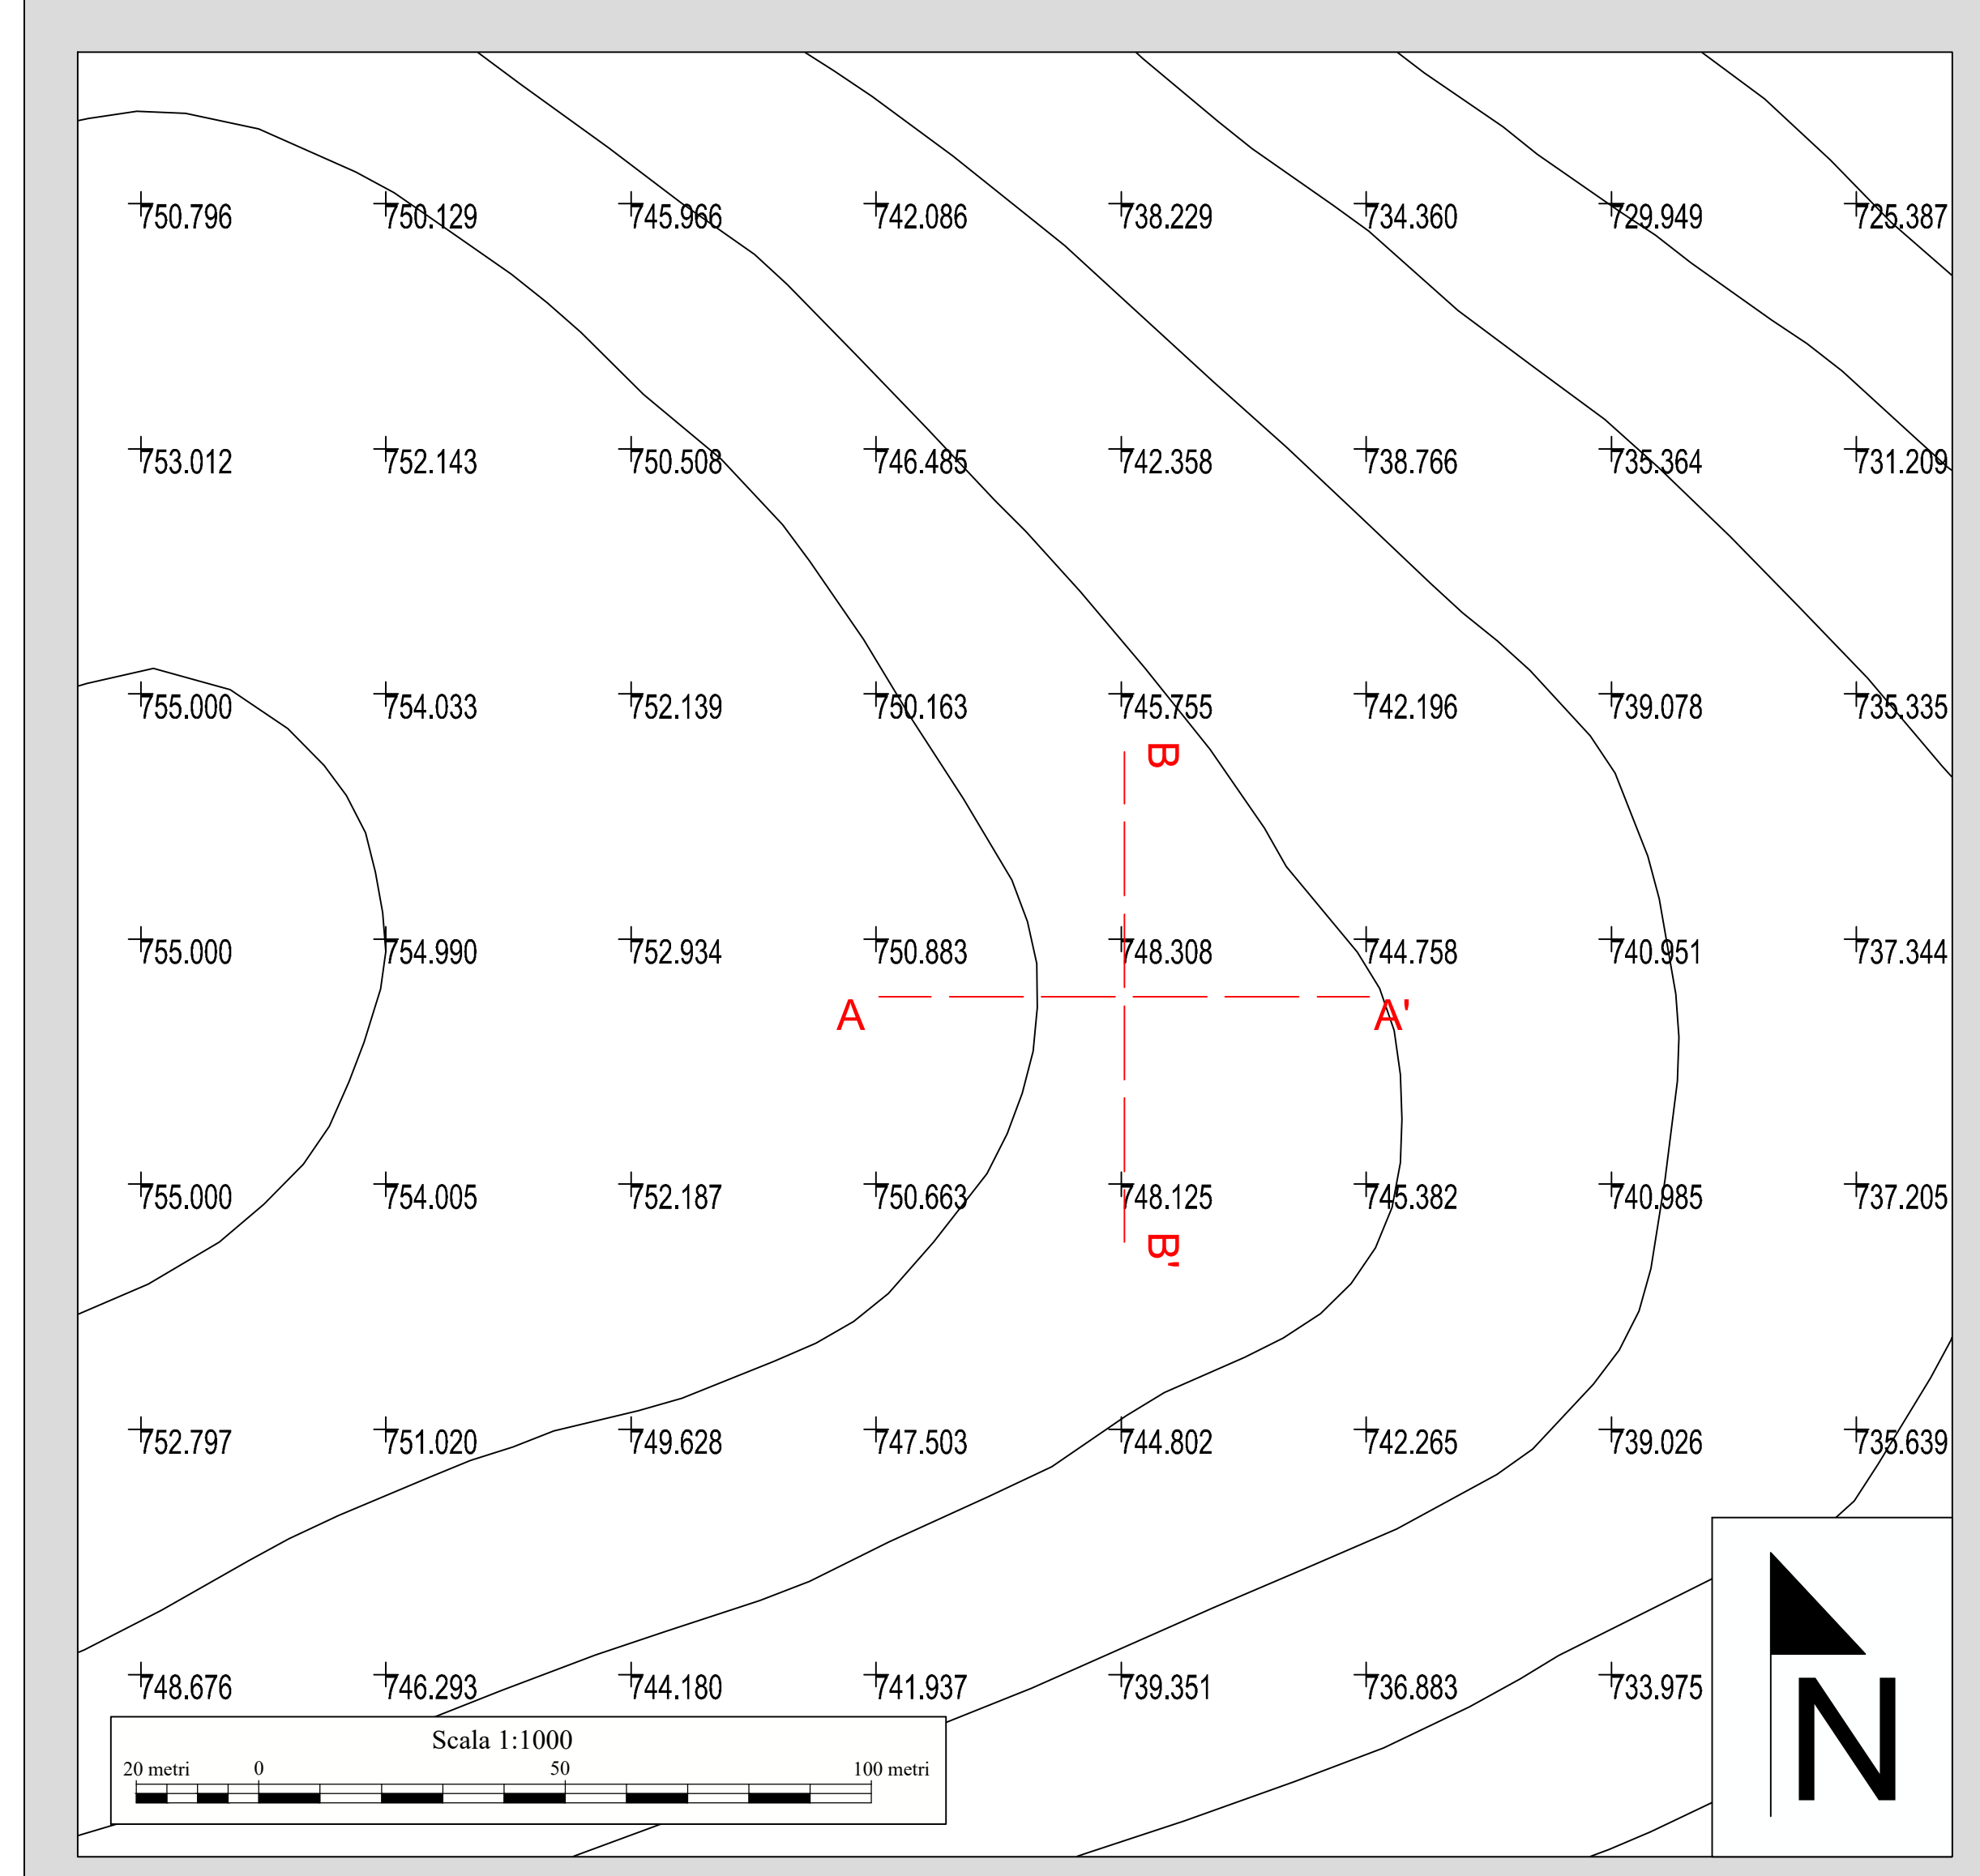 750.796 750.129 745.966 742.086 738.229 734.360 729.949 725.387
753.012 752.143 750.508 746.485 742.358 738.766 735.364 731.209
755.000 754.033 752.139 750.163 745.755 742.196 739.078 735.335
B
755.000 754.990 752.934 750.883 748.308 744.758 740.951 737.344
A A'
755.000 754.005 752.187 750.663 748.125 745.382 740.985 737.205
B'
752.797 751.020 749.628 747.503 744.802 742.265 739.026 735.639
748.676 746.293 744.180 741.937 739.351 736.883 733.975
N
Scala 1:1000
20 metri 0 50 100 metri